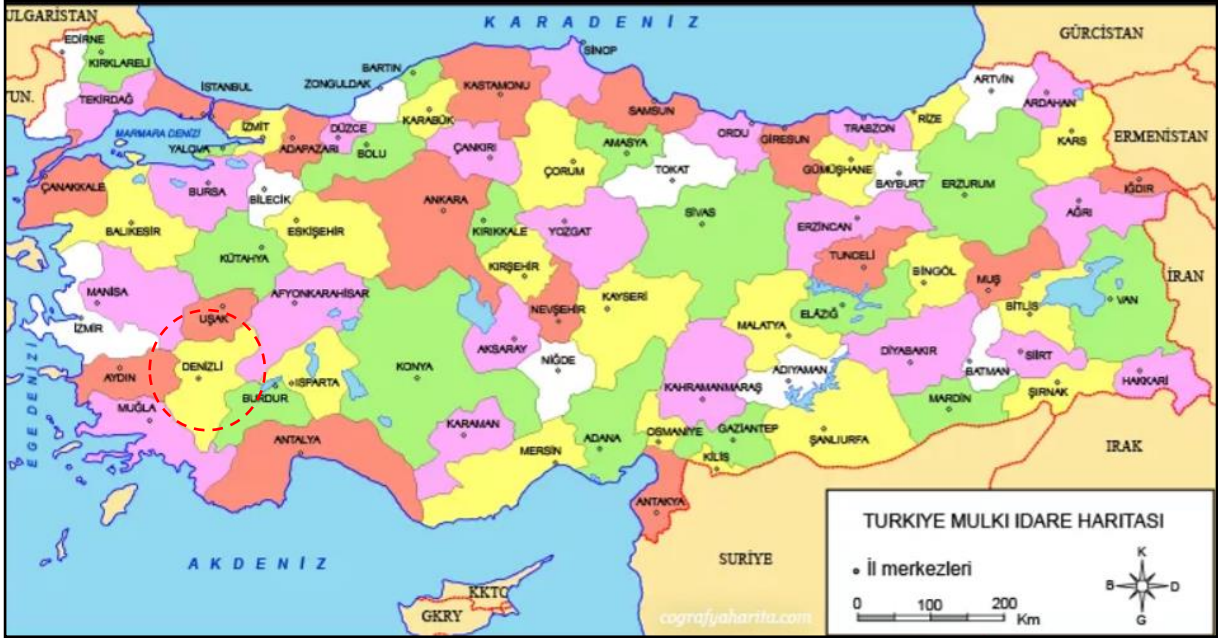 ULGARİSTAN
KARADENİZ
GÜRCİSTAN
EDİRNE
KIRKLARELİ
SİNOP
BARTIN
ZONGULDAK
KASTAMONU
ARTVİN
TUN.
TEKİRDAĞ
İSTANBUL
ARDAHAN
SAMSUN
KARABÜK
RİZE
MARMARA DENİZİ
İZMİT
DÜZCE
ORDU
GİRESUN
TRABZON
KARS
ERMENİSTAN
YALOVA
ADAPAZARI
BOLU
ÇANKIRI
AMASYA
ÇORUM
TOKAT
GÜMÜŞHANE
BAYBURT
ERZURUM
IĞDIR
ÇANAKKALE
BURSA
BİLECİK
ANKARA
SİVAS
AĞRI
BALIKESİR
ESKİŞEHİR
KIRIKKALE
YOZGAT
ERZİNCAN
KÜTAHYA
TUNCELİ
KIRŞEHİR
BİNGÖL
MUŞ
İRAN
MANİSA
AFYONKARAHİSAR
NEVŞEHİR
KAYSERİ
BİTLİS
VAN
UŞAK
ELAZIĞ
İZMİR
MALATYA
AKSARAY
DİYABAKIR
SİİRT
DENİZLİ
KONYA
NİĞDE
ADIYAMAN
BATMAN
AYDIN
ISPARTA
KAHRAMANMARAŞ
HAKKARİ
ŞIRNAK
BURDUR
MARDİN
MUĞLA
KARAMAN
EGE DENİZİ
ANTALYA
OSMANİYE
GAZİANTEP
ADANA
ŞANLIURFA
MERSİN
KİLİS
IRAK
ANTAKYA
TURKIYE MULKI IDARE HARITASI
SURİYE
AKDENİZ
İl merkezleri
K
B
D
G
KKTC
0 100 200
Km
GKRY
cografyaharita.com